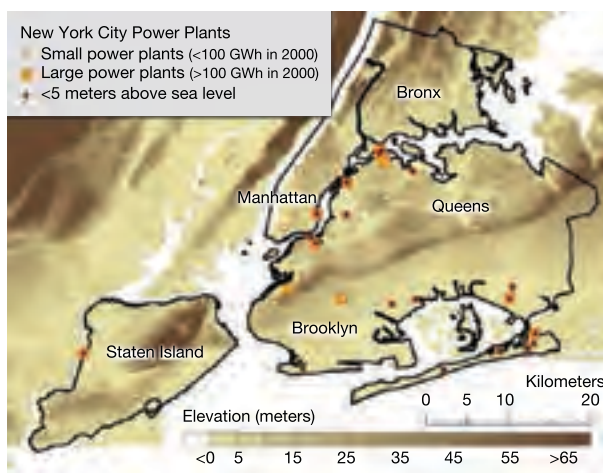 New York City Power Plants
Small power plants (<100 GWh in 2000)
Large power plants (>100 GWh in 2000)
<5 meters above sea level
Bronx
Manhattan
Queens
Brooklyn
Staten Island
Kilometers
0 5 10 20
Elevation (meters)
<0 5 15 25 35 45 55 >65